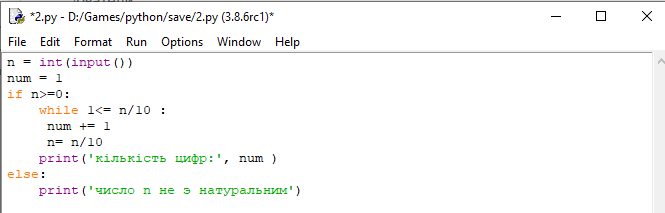 *2.py - D:/Games/python/save/2.py (3.8.6rc1)*
File Edit Format Run Options Window Help
n = int(input())
num = 1
if n>=0:
    while 1<= n/10 :
     num += 1
     n= n/10
    print('кількість цифр:', num )
else:
    print('число n не э натуральним')